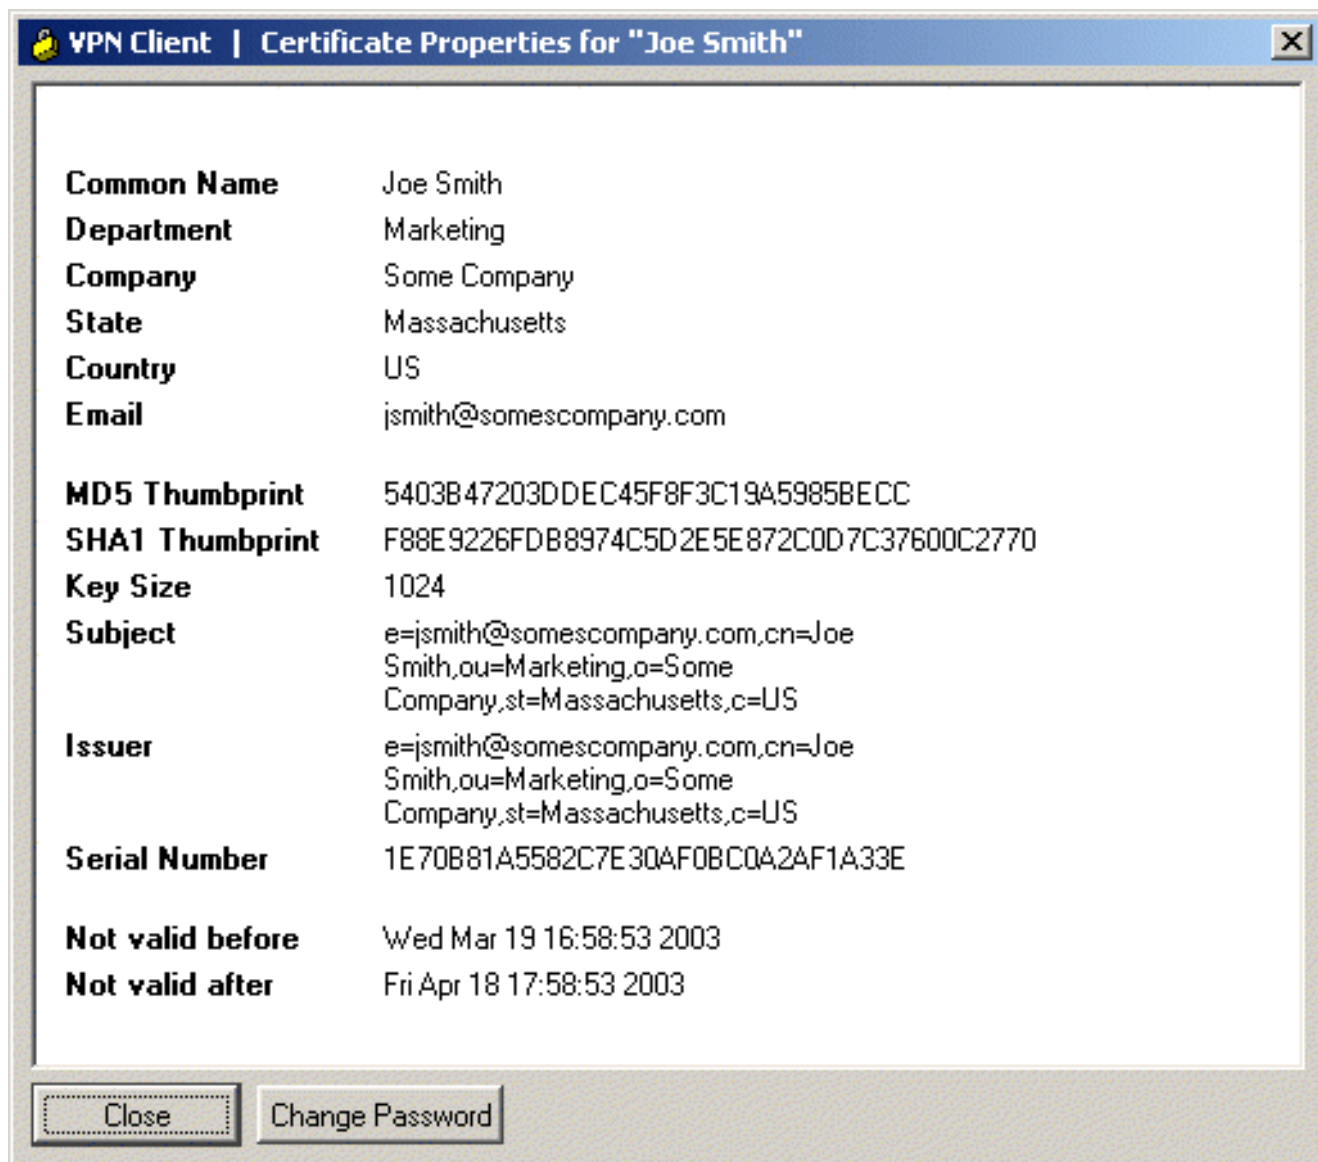 VPN Client | Certificate Properties for "Joe Smith"
Common Name Joe Smith
Department Marketing
Company Some Company
State Massachusetts
Country US
Email jsmith@somescompany.com
MD5 Thumbprint 5403B47203DDEC45F8F3C19A5985BECC
SHA1 Thumbprint F88E9226FDB8974C5D2E5E872C0D7C37600C2770
Key Size 1024
Subject e=jsmith@somescompany.com,cn=Joe
Smith,ou=Marketing,o=Some
Company,st=Massachusetts,c=US
Issuer e=jsmith@somescompany.com,cn=Joe
Smith,ou=Marketing,o=Some
Company,st=Massachusetts,c=US
Serial Number 1E70B81A5582C7E30AF0BC0A2AF1A33E
Not valid before Wed Mar 19 16:58:53 2003
Not valid after Fri Apr 18 17:58:53 2003
Close Change Password